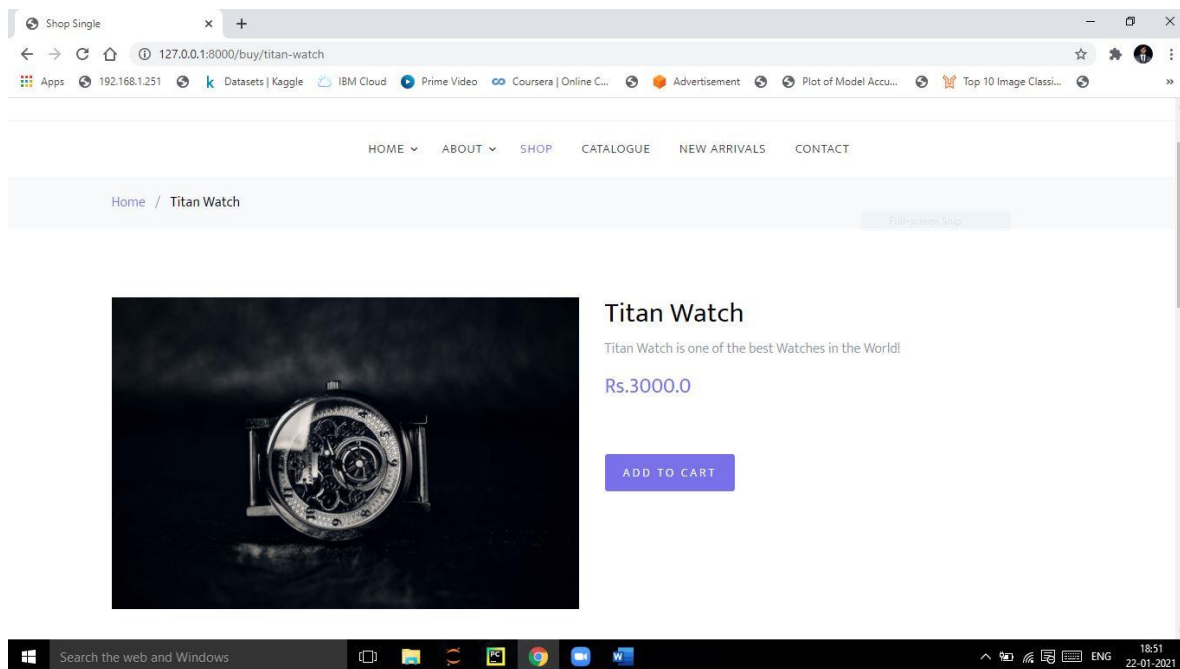 Shop Single
127.0.0.1:8000/buy/titan-watch
Apps 192.168.1.251 Datasets | Kaggle IBM Cloud Prime Video Coursera | Online C... Advertisement Plot of Model Accu... Top 10 Image Classi... »
HOME ABOUT SHOP CATALOGUE NEW ARRIVALS CONTACT
Home / Titan Watch
Full-screen Snip
Titan Watch
Titan Watch is one of the best Watches in the World!
Rs.3000.0
ADD TO CART
Search the web and Windows
ENG
18:51
22-01-2021